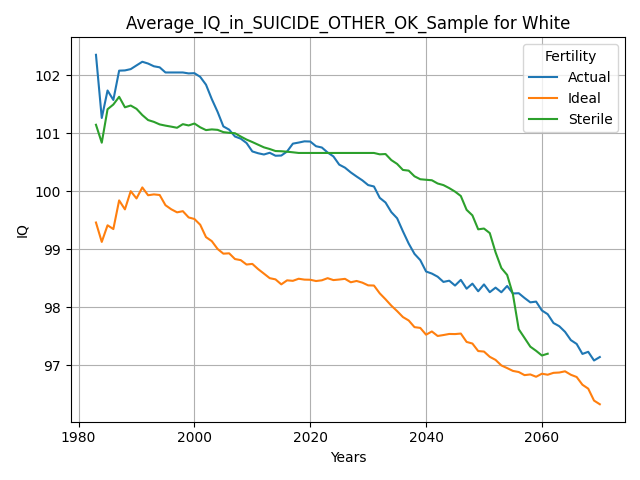 Average_IQ_in_SUICIDE_OTHER_OK_Sample for White
Fertility
Actual
Ideal
Sterile
IQ
102
101
100
99
98
97
1980
2000
2020
2040
2060
Years